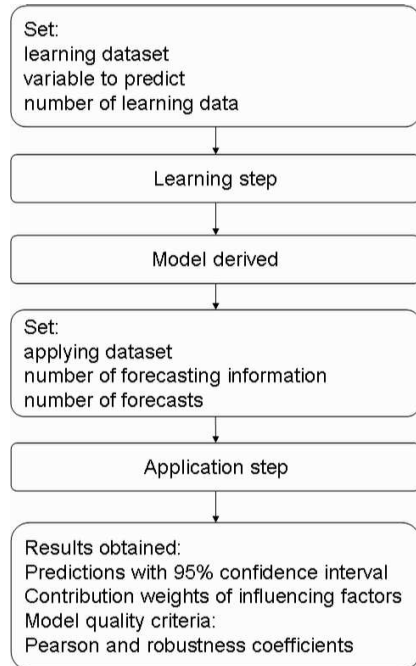 Set:
learning dataset
variable to predict
number of learning data
Learning step
Model derived
Set:
applying dataset
number of forecasting information
number of forecasts
Application step
Results obtained:
Predictions with 95% confidence interval
Contribution weights of influencing factors
Model quality criteria:
Pearson and robustness coefficients